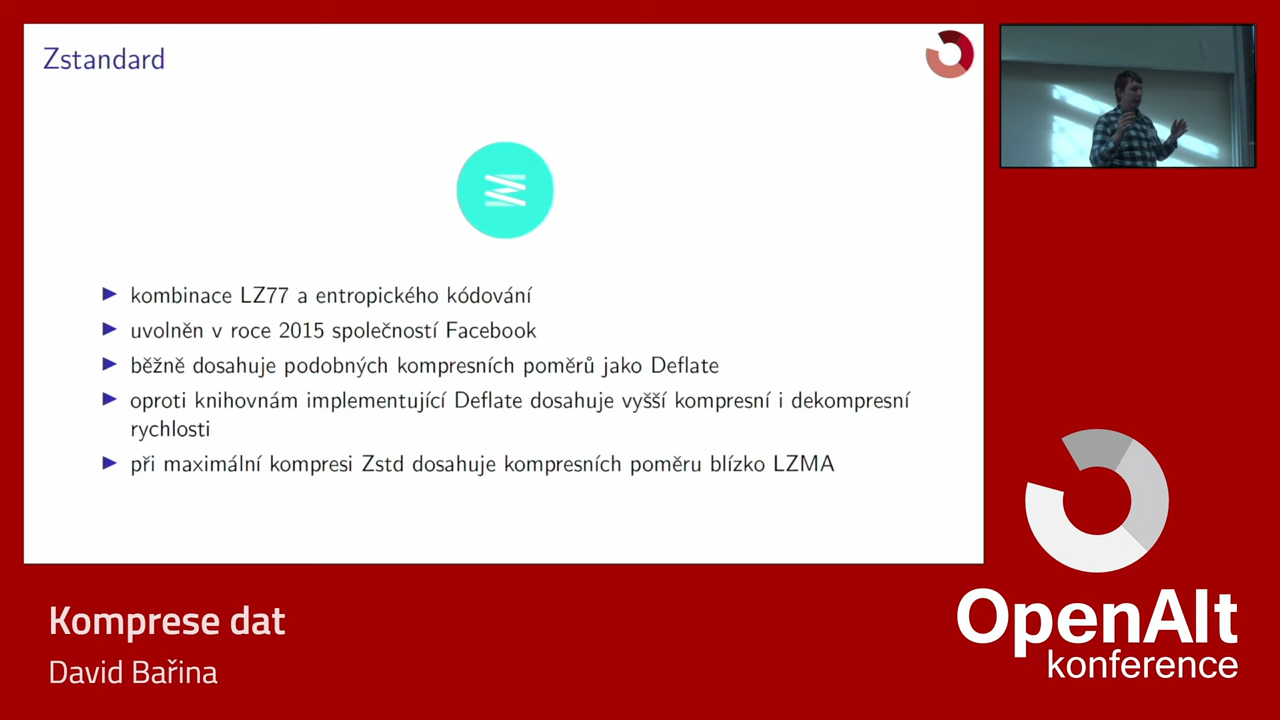 Zstandard
kombinace LZ77 a entropického kódování
uvolněn v roce 2015 společností Facebook
běžně dosahuje podobných kompresních poměrů jako Deflate
oproti knihovnám implementující Deflate dosahuje vyšší kompresní i dekompresní
rychlosti
při maximální kompresi Zstd dosahuje kompresních poměru blízko LZMA
Komprese dat
David Bařina
OpenAlt
konference